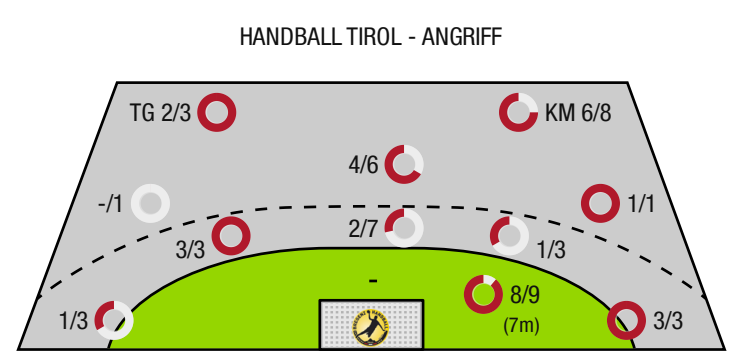 HANDBALL TIROL - ANGRIFF
TG 2/3
KM 6/8
4/6
-/1
1/1
3/3
2/7
1/3
-
8/9
(7m)
1/3
3/3